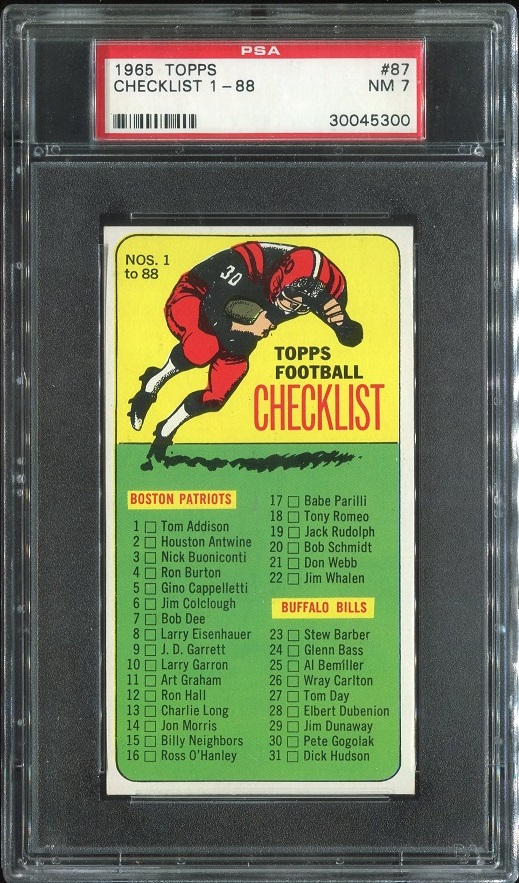 PSA
1965 TOPPS #87
CHECKLIST 1-88 NM 7
30045300
NOS. 1
to 88
30
TOPPS
FOOTBALL
CHECKLIST
BOSTON PATRIOTS
1 Tom Addison
2 Houston Antwine
3 Nick Buoniconti
4 Ron Burton
5 Gino Cappelletti
6 Jim Colclough
7 Bob Dee
8 Larry Eisenhauer
9 J. D. Garrett
10 Larry Garron
11 Art Graham
12 Ron Hall
13 Charlie Long
14 Jon Morris
15 Billy Neighbors
16 Ross O'Hanley
17 Babe Parilli
18 Tony Romeo
19 Jack Rudolph
20 Bob Schmidt
21 Don Webb
22 Jim Whalen
BUFFALO BILLS
23 Stew Barber
24 Glenn Bass
25 Al Bemiller
26 Wray Carlton
27 Tom Day
28 Elbert Dubenion
29 Jim Dunaway
30 Pete Gogolak
31 Dick Hudson